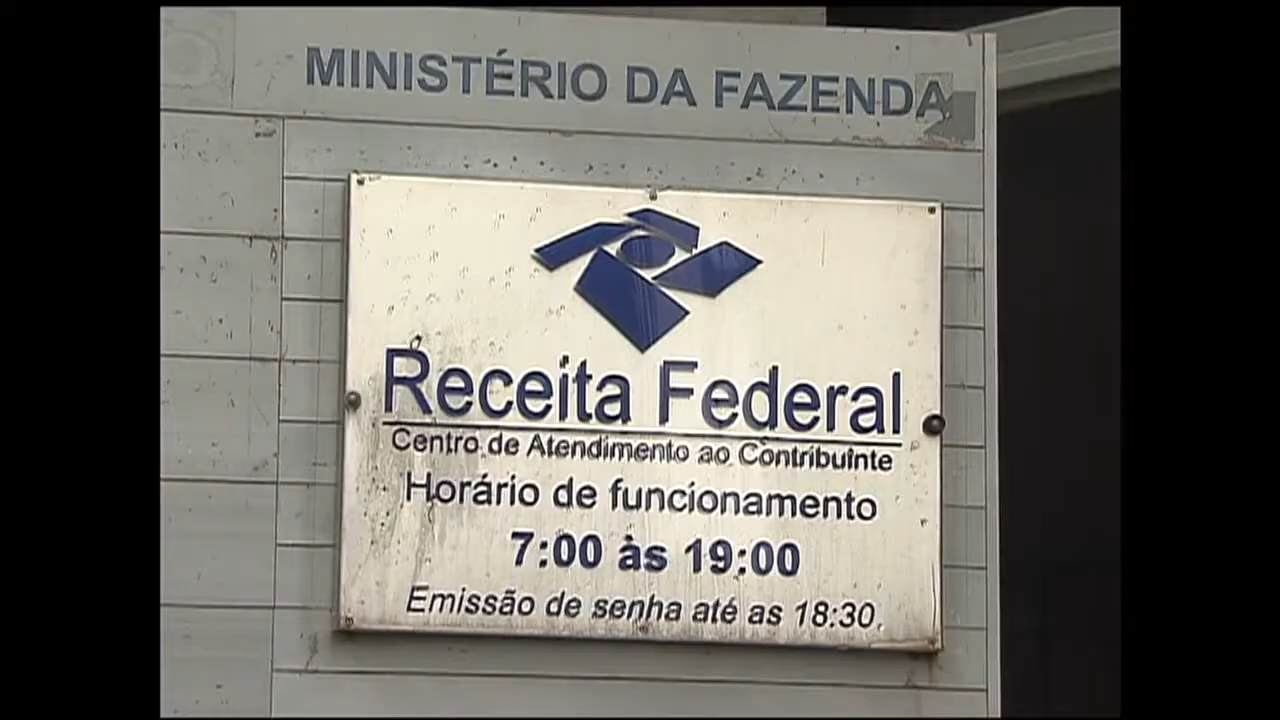 MINISTÉRIO DA FAZENDA
Receita Federal
Centro de Atendimento ao Contribuinte
Horário de funcionamento
7:00 às 19:00
Emissão de senha até as 18:30.